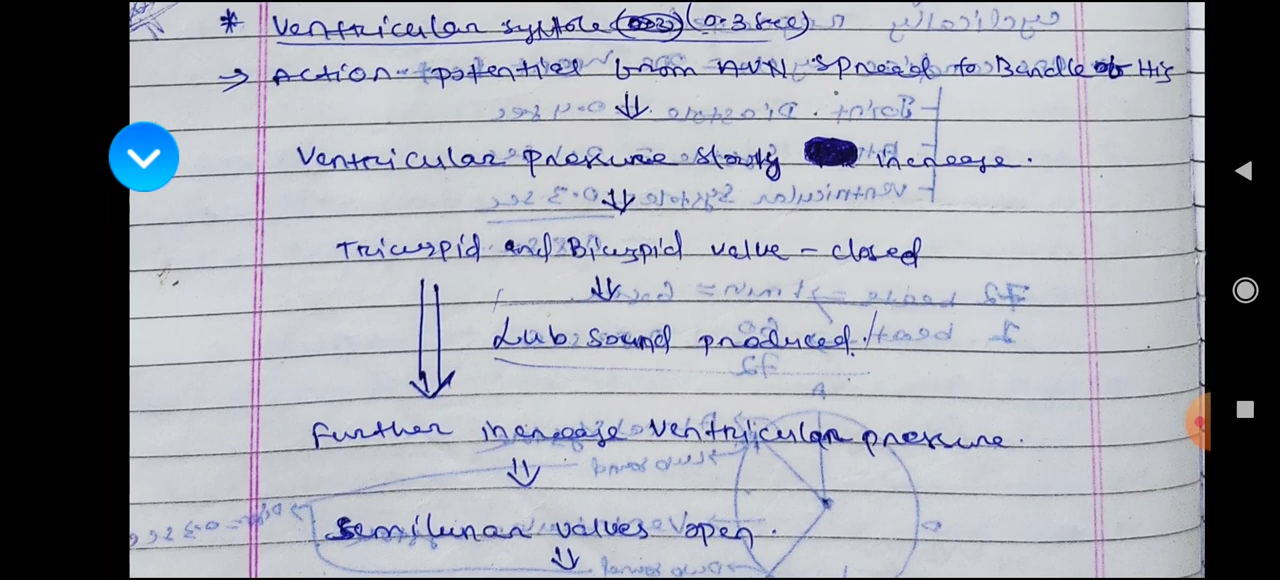 * Ventricular systole (0.3 sec)
→ Action potential from AVN spread to Bundle of His
⇓
Ventricular pressure slowly increase.
⇓
Tricuspid and Bicuspid valve - closed
⇓
Lub sound produced.
⇓
Further increase ventricular pressure.
⇓
Semilunar valves open.
⇓